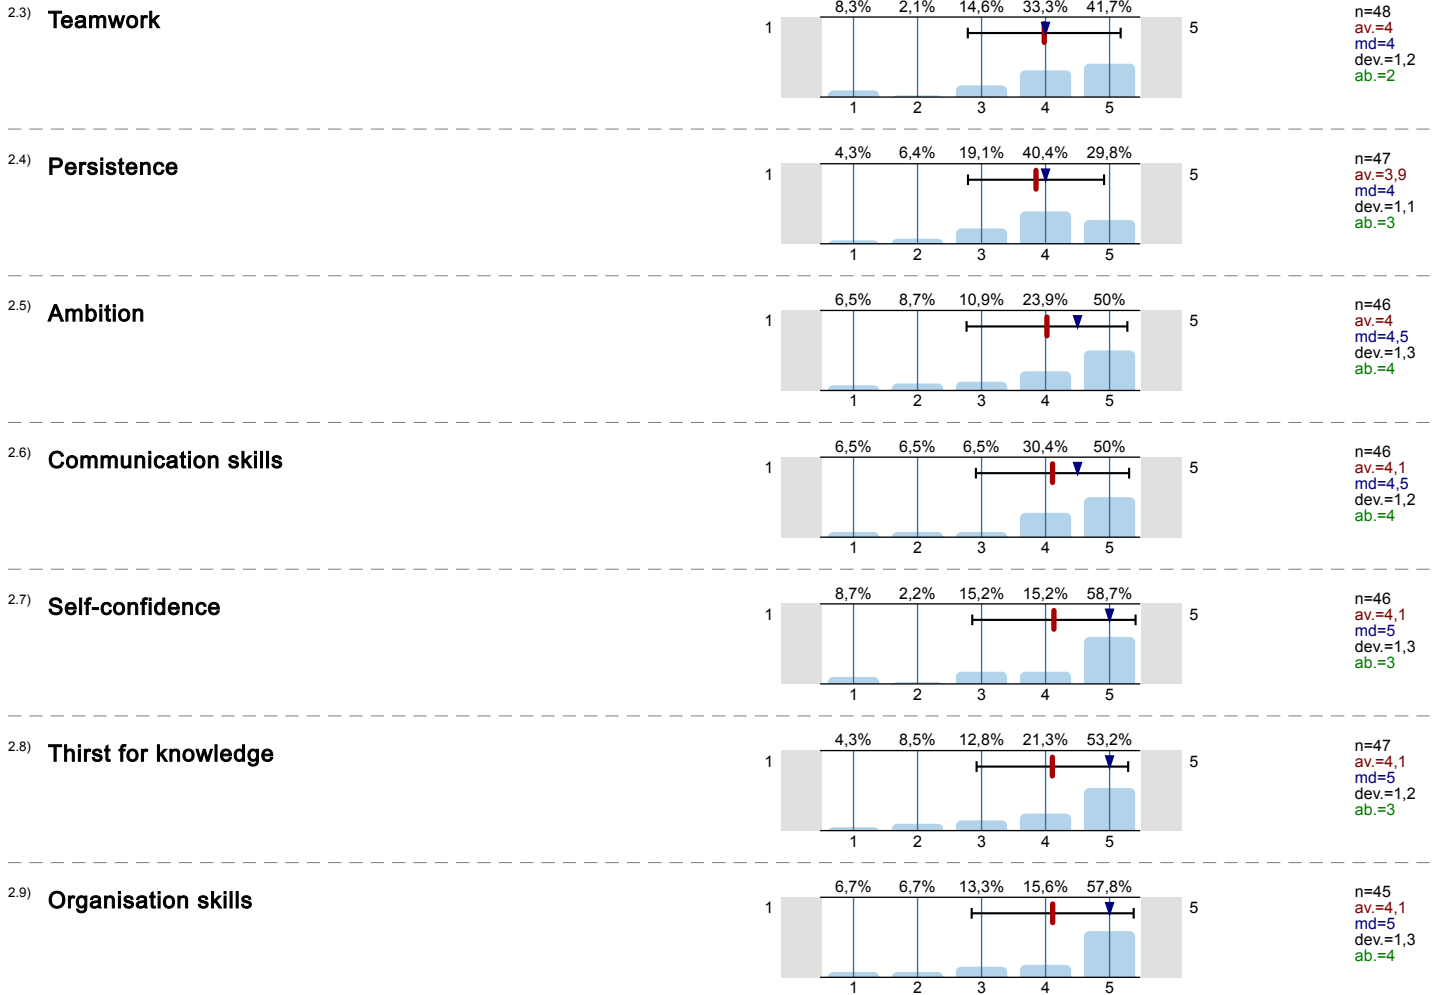 2.3) Teamwork
8,3% 2,1% 14,6% 33,3% 41,7%
1 5
1 2 3 4 5
n=48
av.=4
md=4
dev.=1,2
ab.=2
2.4) Persistence
4,3% 6,4% 19,1% 40,4% 29,8%
1 5
1 2 3 4 5
n=47
av.=3,9
md=4
dev.=1,1
ab.=3
2.5) Ambition
6,5% 8,7% 10,9% 23,9% 50%
1 5
1 2 3 4 5
n=46
av.=4
md=4,5
dev.=1,3
ab.=4
2.6) Communication skills
6,5% 6,5% 6,5% 30,4% 50%
1 5
1 2 3 4 5
n=46
av.=4,1
md=4,5
dev.=1,2
ab.=4
2.7) Self-confidence
8,7% 2,2% 15,2% 15,2% 58,7%
1 5
1 2 3 4 5
n=46
av.=4,1
md=5
dev.=1,3
ab.=3
2.8) Thirst for knowledge
4,3% 8,5% 12,8% 21,3% 53,2%
1 5
1 2 3 4 5
n=47
av.=4,1
md=5
dev.=1,2
ab.=3
2.9) Organisation skills
6,7% 6,7% 13,3% 15,6% 57,8%
1 5
1 2 3 4 5
n=45
av.=4,1
md=5
dev.=1,3
ab.=4